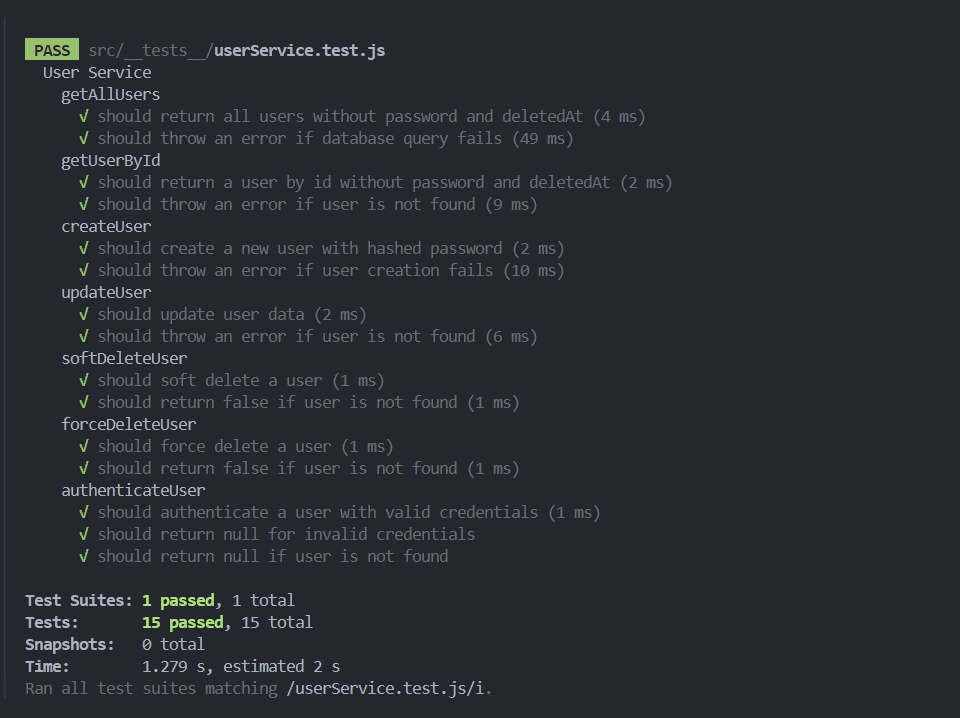 PASS src/__tests__/userService.test.js
User Service
getAllUsers
√ should return all users without password and deletedAt (4 ms)
√ should throw an error if database query fails (49 ms)
getUserById
√ should return a user by id without password and deletedAt (2 ms)
√ should throw an error if user is not found (9 ms)
createUser
√ should create a new user with hashed password (2 ms)
√ should throw an error if user creation fails (10 ms)
updateUser
√ should update user data (2 ms)
√ should throw an error if user is not found (6 ms)
softDeleteUser
√ should soft delete a user (1 ms)
√ should return false if user is not found (1 ms)
forceDeleteUser
√ should force delete a user (1 ms)
√ should return false if user is not found (1 ms)
authenticateUser
√ should authenticate a user with valid credentials (1 ms)
√ should return null for invalid credentials
√ should return null if user is not found
Test Suites: 1 passed, 1 total
Tests: 15 passed, 15 total
Snapshots: 0 total
Time: 1.279 s, estimated 2 s
Ran all test suites matching /userService.test.js/i.